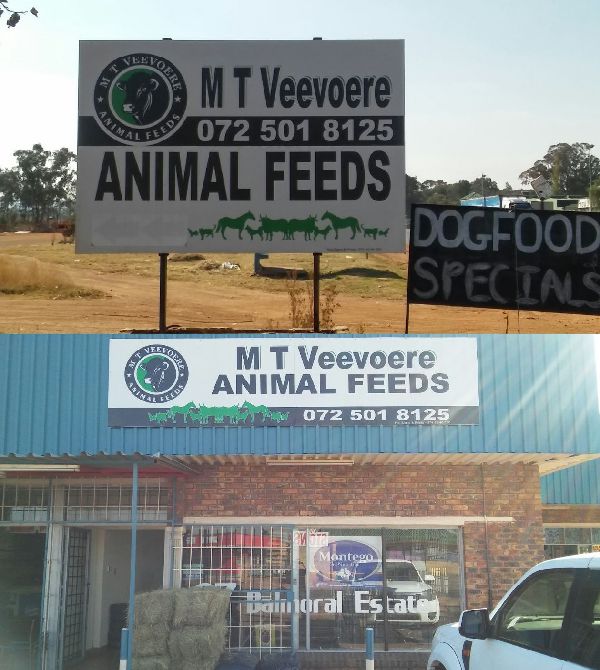 M T VEEVOERE
ANIMAL FEEDS
M T Veevoere
072 501 8125
ANIMAL FEEDS
DOGFOOD
SPECIALS
M T VEEVOERE
ANIMAL FEEDS
M T Veevoere
ANIMAL FEEDS
072 501 8125
Montego
Balmoral Estate